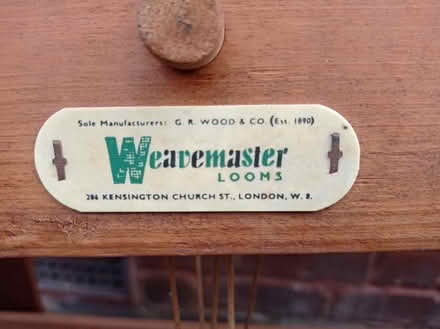 Sole Manufacturers: G. R. WOOD & CO. (Est. 1890)
Weavemaster
LOOMS
286 KENSINGTON CHURCH ST., LONDON, W. 8.